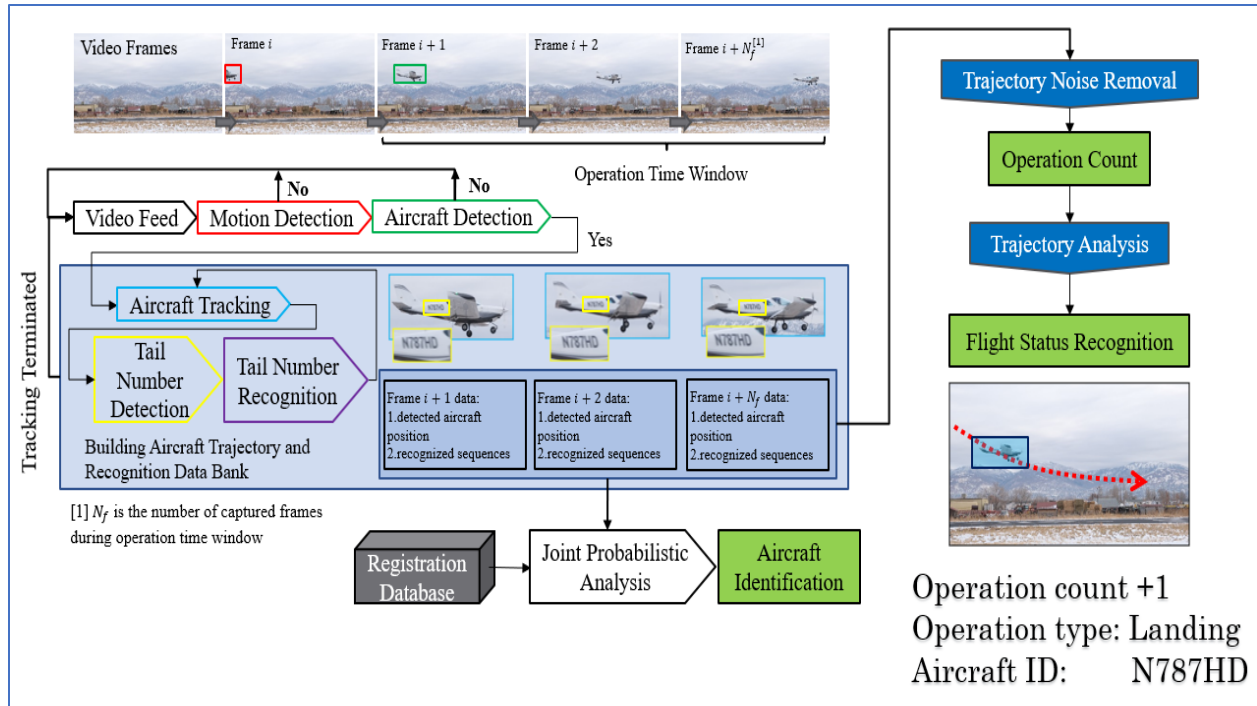 Video Frames
Frame i
Frame i + 1
Frame i + 2
Frame i + N_f^[1]
Operation Time Window
No
No
Video Feed
Motion Detection
Aircraft Detection
Yes
Tracking Terminated
Aircraft Tracking
Tail
Number
Detection
Tail Number
Recognition
Building Aircraft Trajectory and
Recognition Data Bank
N787HD
N787HD
N787HD
N787HD
N787HD
N787HD
Frame i + 1 data:
1.detected aircraft
position
2.recognized sequences
Frame i + 2 data:
1.detected aircraft
position
2.recognized sequences
Frame i + N_f data:
1.detected aircraft
position
2.recognized sequences
[1] N_f is the number of captured frames
during operation time window
Registration
Database
Joint Probabilistic
Analysis
Aircraft
Identification
Trajectory Noise Removal
Operation Count
Trajectory Analysis
Flight Status Recognition
Operation count +1
Operation type: Landing
Aircraft ID: N787HD